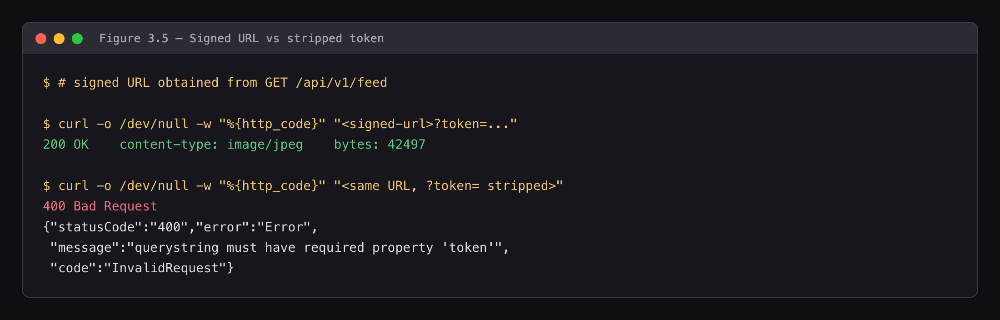 Figure 3.5 — Signed URL vs stripped token
$ # signed URL obtained from GET /api/v1/feed
$ curl -o /dev/null -w "%{http_code}" "<signed-url>?token=..."
200 OK    content-type: image/jpeg    bytes: 42497
$ curl -o /dev/null -w "%{http_code}" "<same URL, ?token= stripped>"
400 Bad Request
{"statusCode":"400","error":"Error",
 "message":"querystring must have required property 'token'",
 "code":"InvalidRequest"}